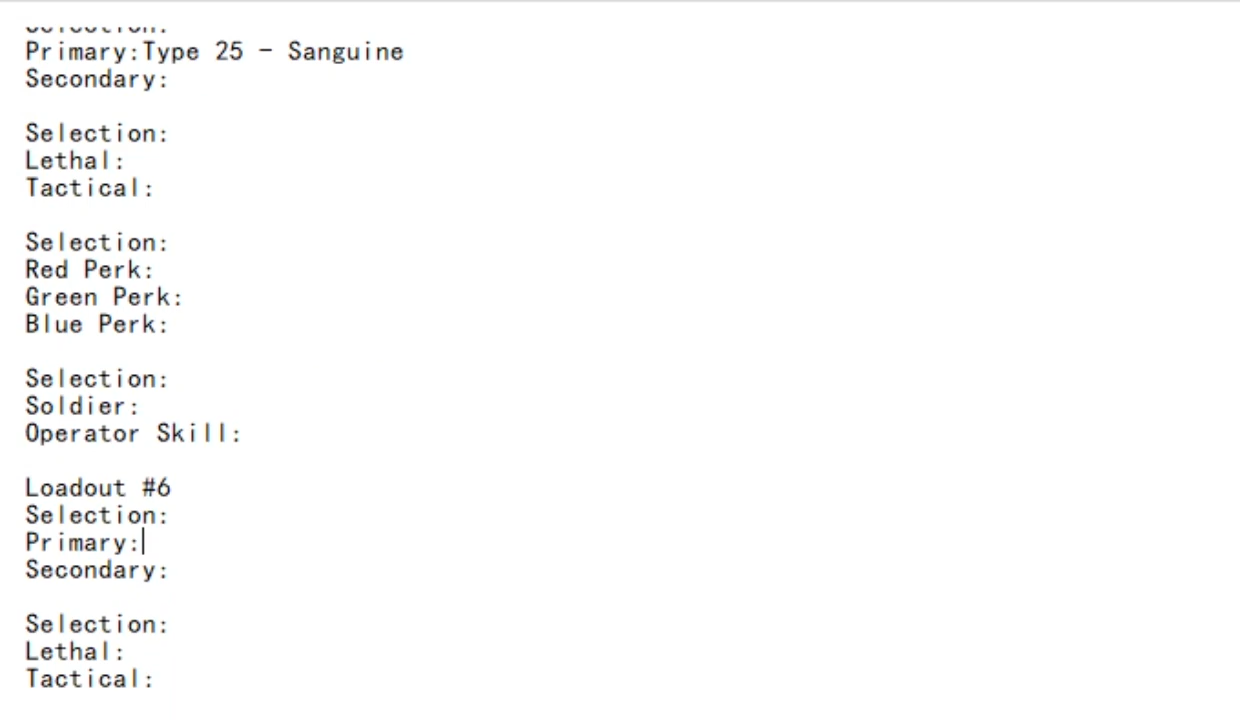 Selection:
Primary:Type 25 - Sanguine
Secondary:
Selection:
Lethal:
Tactical:
Selection:
Red Perk:
Green Perk:
Blue Perk:
Selection:
Soldier:
Operator Skill:
Loadout #6
Selection:
Primary:
Secondary:
Selection:
Lethal:
Tactical: